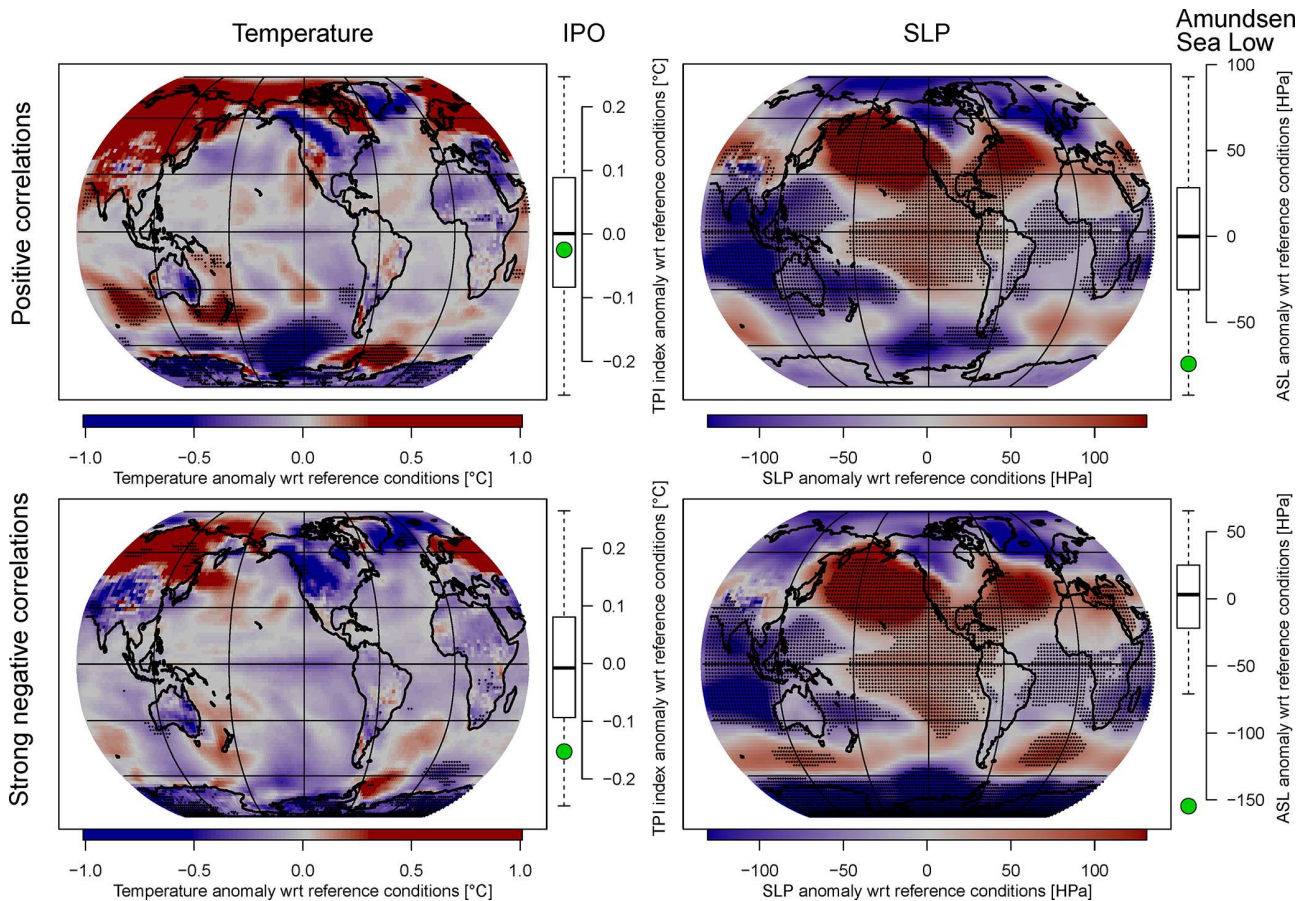 Temperature
IPO
SLP
Amundsen
Sea Low
Positive correlations
0.2
0.1
0.0
−0.1
−0.2
TPI index anomaly wrt reference conditions [°C]
100
50
0
−50
ASL anomaly wrt reference conditions [HPa]
−1.0 −0.5 0.0 0.5 1.0
Temperature anomaly wrt reference conditions [°C]
−100 −50 0 50 100
SLP anomaly wrt reference conditions [HPa]
Strong negative correlations
0.2
0.1
0.0
−0.1
−0.2
TPI index anomaly wrt reference conditions [°C]
50
0
−50
−100
−150
ASL anomaly wrt reference conditions [HPa]
−1.0 −0.5 0.0 0.5 1.0
Temperature anomaly wrt reference conditions [°C]
−100 −50 0 50 100
SLP anomaly wrt reference conditions [HPa]